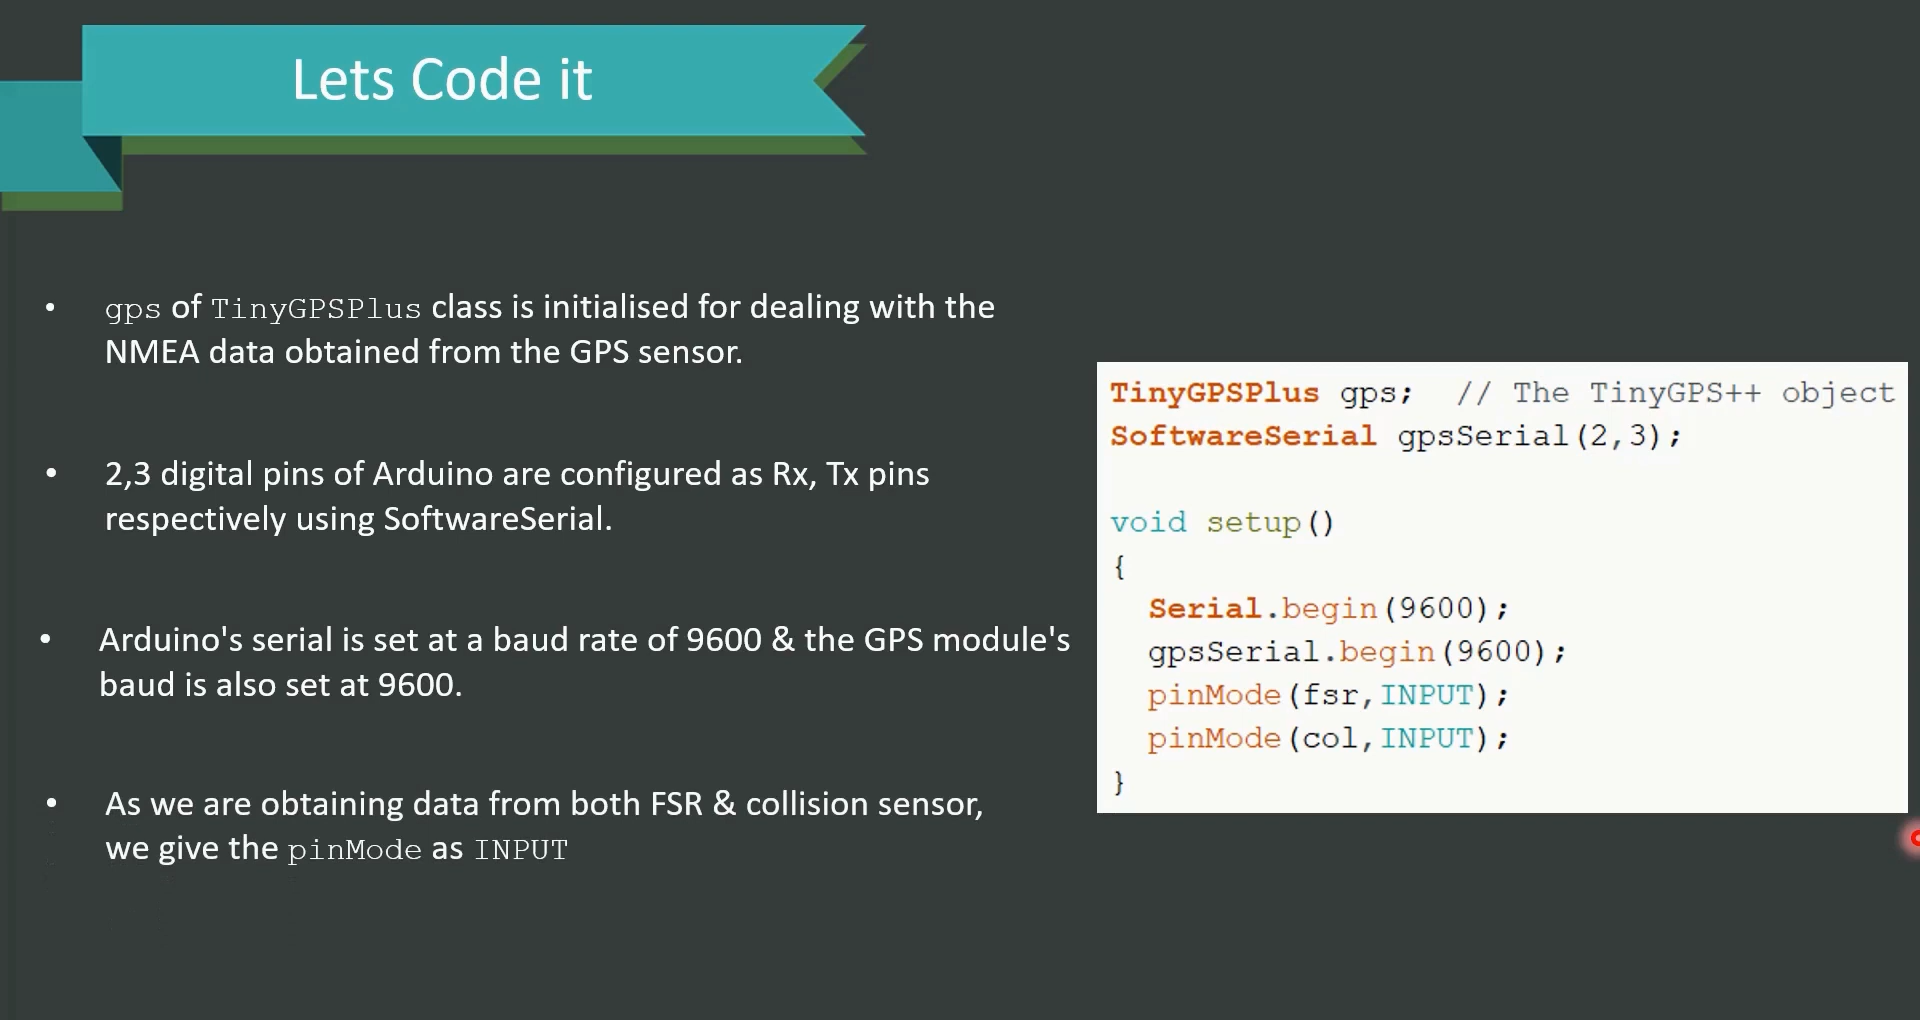 Lets Code it
• gps of TinyGPSPlus class is initialised for dealing with the
NMEA data obtained from the GPS sensor.
• 2,3 digital pins of Arduino are configured as Rx, Tx pins
respectively using SoftwareSerial.
• Arduino's serial is set at a baud rate of 9600 & the GPS module's
baud is also set at 9600.
• As we are obtaining data from both FSR & collision sensor,
we give the pinMode as INPUT
TinyGPSPlus gps;  // The TinyGPS++ object
SoftwareSerial gpsSerial(2,3);
void setup()
{
  Serial.begin(9600);
  gpsSerial.begin(9600);
  pinMode(fsr,INPUT);
  pinMode(col,INPUT);
}